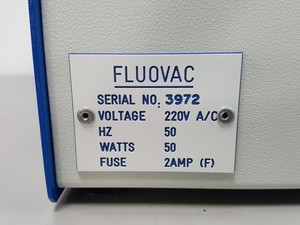 FLUOVAC
SERIAL NO: 3972
VOLTAGE 220V A/C
HZ 50
WATTS 50
FUSE 2AMP (F)